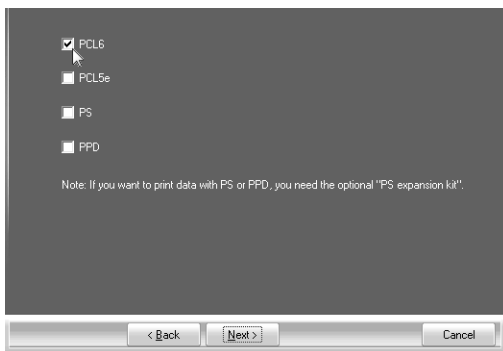 PCL6
PCL5e
PS
PPD
Note: If you want to print data with PS or PPD, you need the optional "PS expansion kit".
< Back
Next >
Cancel